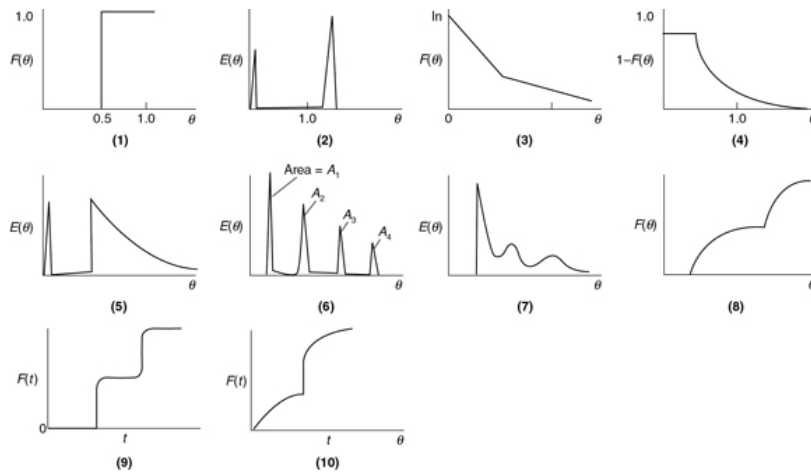 1.0
F(θ)
0.5 1.0 θ
(1)
E(θ)
1.0 θ
(2)
ln
F(θ)
0 θ
(3)
1.0
1–F(θ)
1.0 θ
(4)
E(θ)
θ
(5)
Area = A₁
A₂
A₃
A₄
E(θ)
θ
(6)
E(θ)
θ
(7)
F(θ)
θ
(8)
F(t)
0
t
(9)
F(t)
t θ
(10)